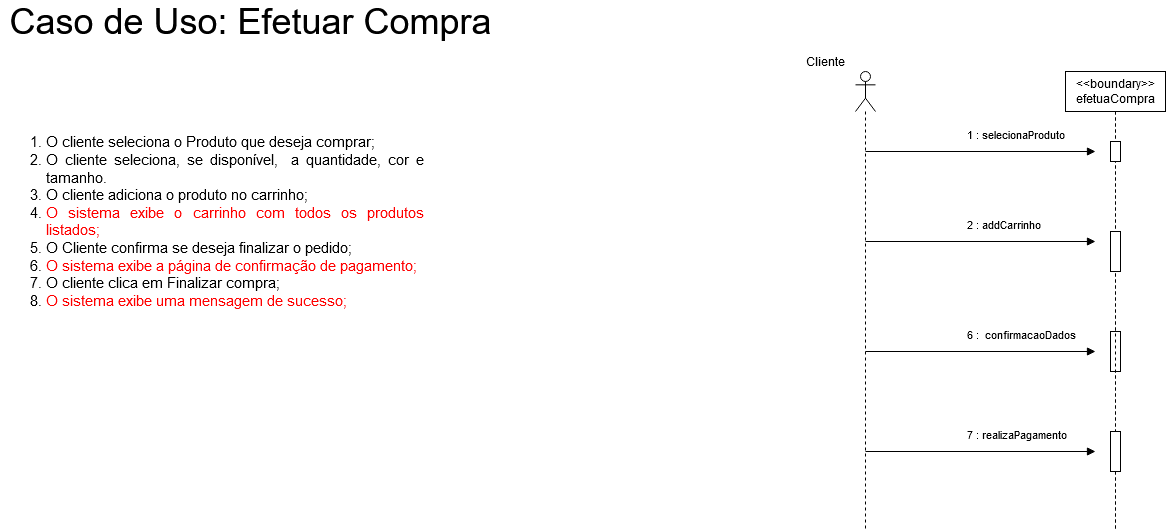 Caso de Uso: Efetuar Compra
1. O cliente seleciona o Produto que deseja comprar;
2. O cliente seleciona, se disponível, a quantidade, cor e
tamanho.
3. O cliente adiciona o produto no carrinho;
4. O sistema exibe o carrinho com todos os produtos
listados;
5. O Cliente confirma se deseja finalizar o pedido;
6. O sistema exibe a página de confirmação de pagamento;
7. O cliente clica em Finalizar compra;
8. O sistema exibe uma mensagem de sucesso;
Cliente
<<boundary>>
efetuaCompra
1 : selecionaProduto
2 : addCarrinho
6 : confirmacaoDados
7 : realizaPagamento